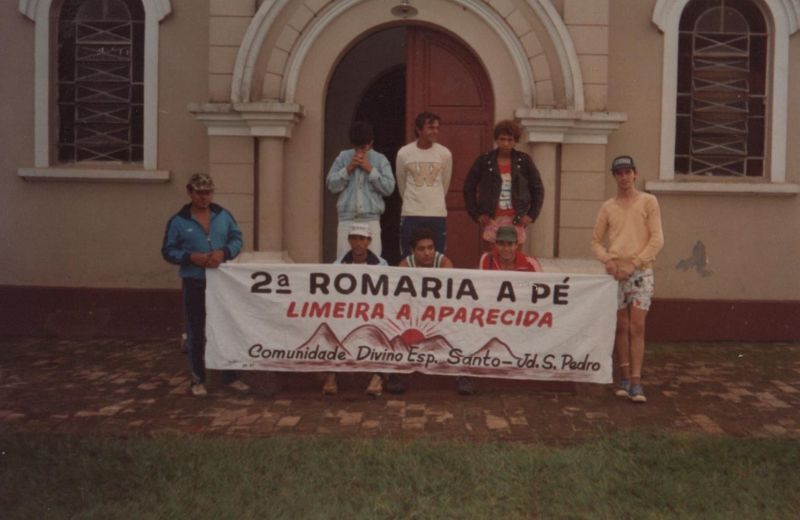 W
2ª ROMARIA A PÉ
LIMEIRA A APARECIDA
Comunidade Divino Esp. Santo - Jd. S. Pedro